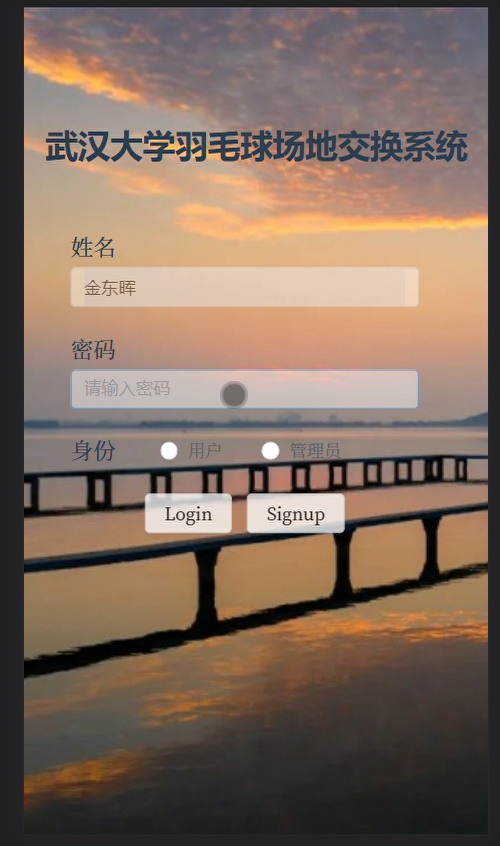 武汉大学羽毛球场地交换系统
姓名
金东晖
密码
请输入密码
身份 用户 管理员
Login Signup